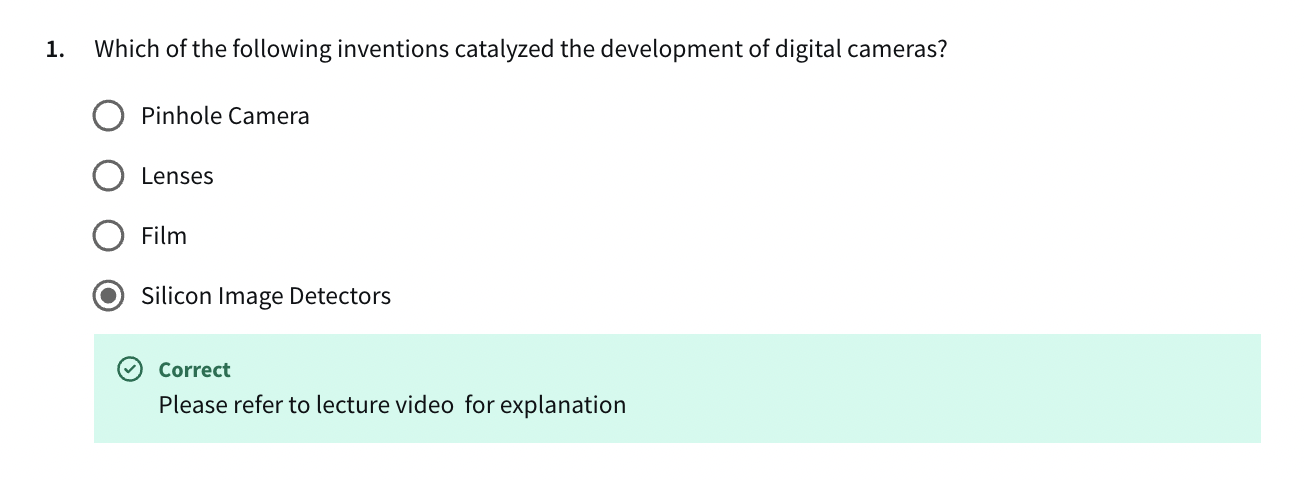 1. Which of the following inventions catalyzed the development of digital cameras?
Pinhole Camera
Lenses
Film
Silicon Image Detectors
Correct
Please refer to lecture video  for explanation